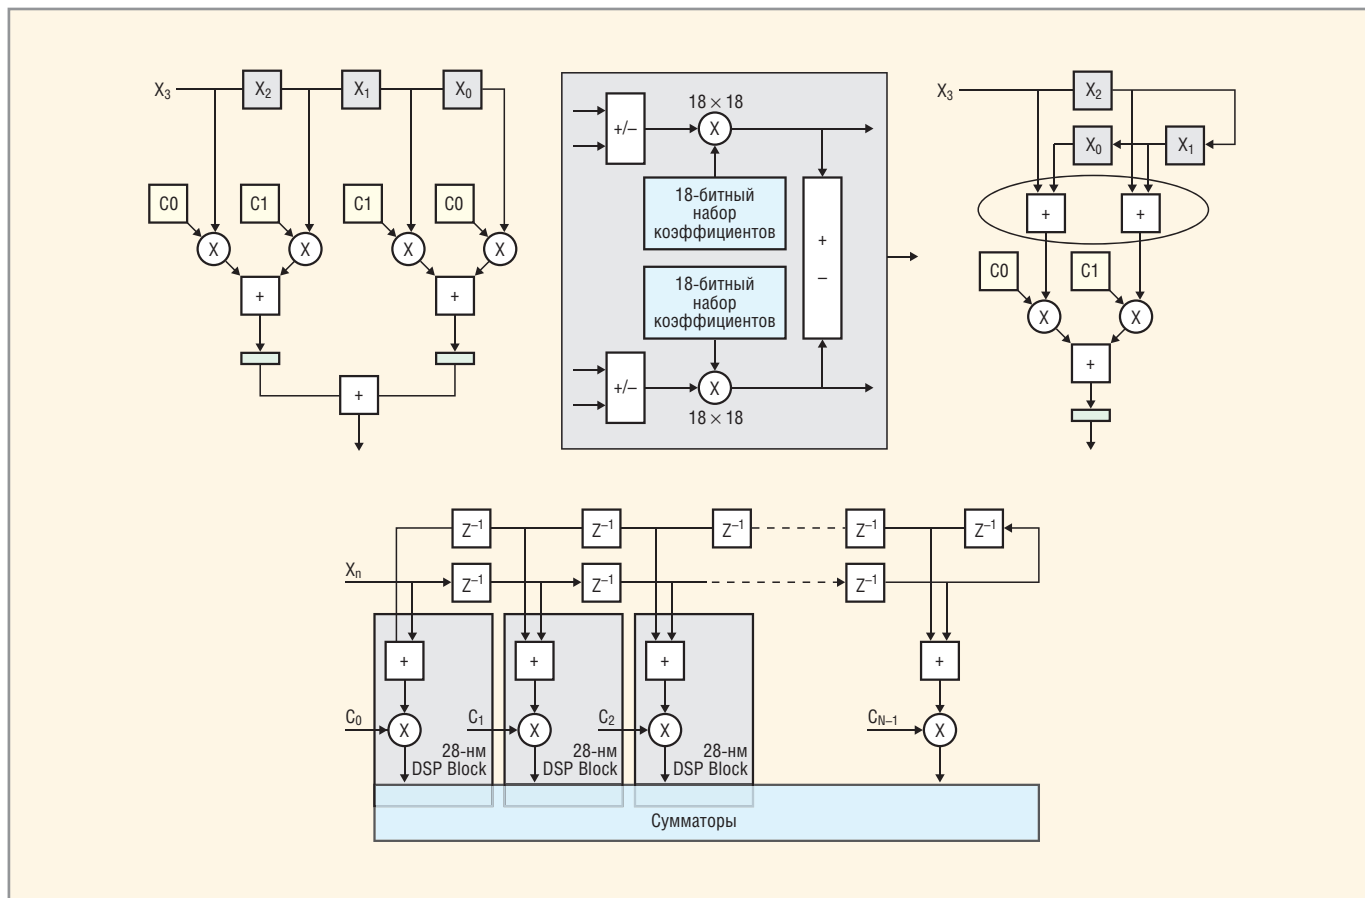 X₃ X₂ X₁ X₀
C0 C1 C1 C0
X X X X
+ +
+
18 × 18
+/– X
18-битный
набор
коэффициентов
+
–
18-битный
набор
коэффициентов
+/– X
18 × 18
X₃ X₂
X₀ X₁
+ +
C0 C1
X X
+
Z⁻¹ Z⁻¹ Z⁻¹ Z⁻¹ Z⁻¹
Xₙ Z⁻¹ Z⁻¹ Z⁻¹
+ + + +
C₀ X C₁ X C₂ X C_N–1 X
28-нм
DSP Block
28-нм
DSP Block
28-нм
DSP Block
Сумматоры